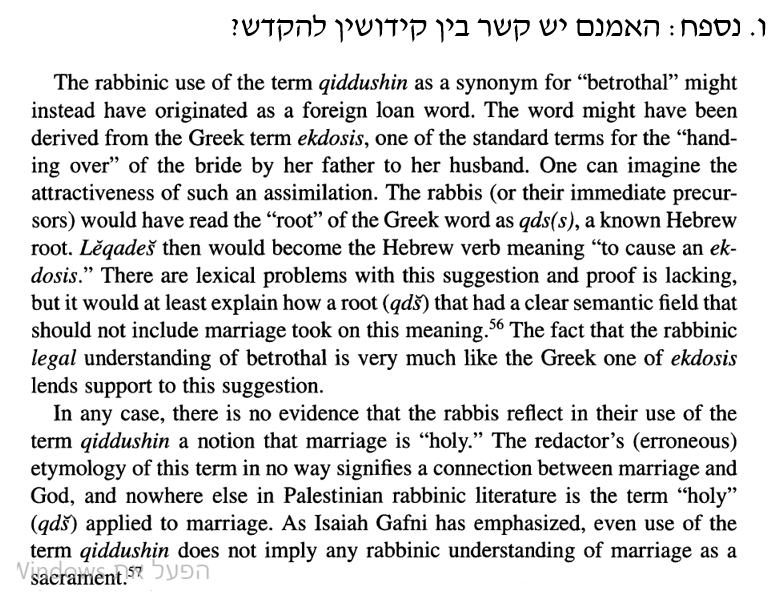 ו. נספח: האמנם יש קשר בין קידושין להקדש?
The rabbinic use of the term qiddushin as a synonym for “betrothal” might
instead have originated as a foreign loan word. The word might have been
derived from the Greek term ekdosis, one of the standard terms for the “hand-
ing over” of the bride by her father to her husband. One can imagine the
attractiveness of such an assimilation. The rabbis (or their immediate precur-
sors) would have read the “root” of the Greek word as qds(s), a known Hebrew
root. Lĕqadeš then would become the Hebrew verb meaning “to cause an ek-
dosis.” There are lexical problems with this suggestion and proof is lacking,
but it would at least explain how a root (qdš) that had a clear semantic field that
should not include marriage took on this meaning.56 The fact that the rabbinic
legal understanding of betrothal is very much like the Greek one of ekdosis
lends support to this suggestion.
In any case, there is no evidence that the rabbis reflect in their use of the
term qiddushin a notion that marriage is “holy.” The redactor’s (erroneous)
etymology of this term in no way signifies a connection between marriage and
God, and nowhere else in Palestinian rabbinic literature is the term “holy”
(qdš) applied to marriage. As Isaiah Gafni has emphasized, even use of the
term qiddushin does not imply any rabbinic understanding of marriage as a
sacrament.57
הפעל את Windows